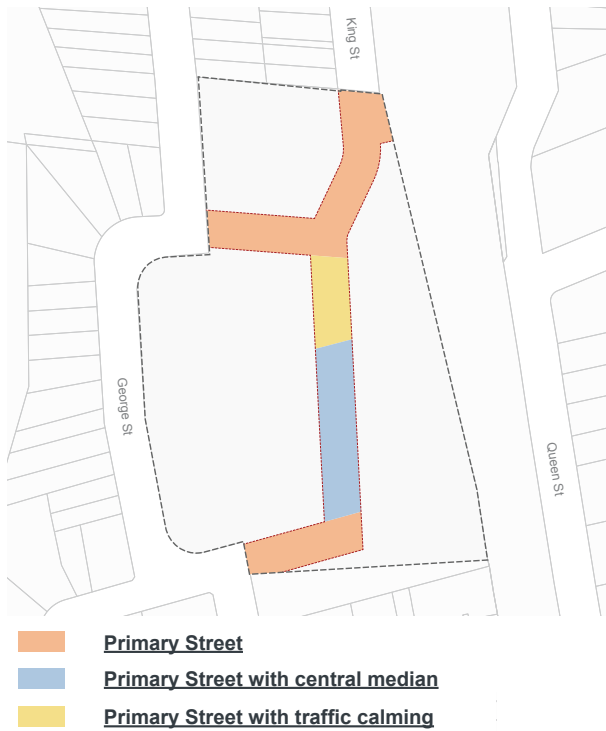 King St
George St
Queen St
Primary Street
Primary Street with central median
Primary Street with traffic calming